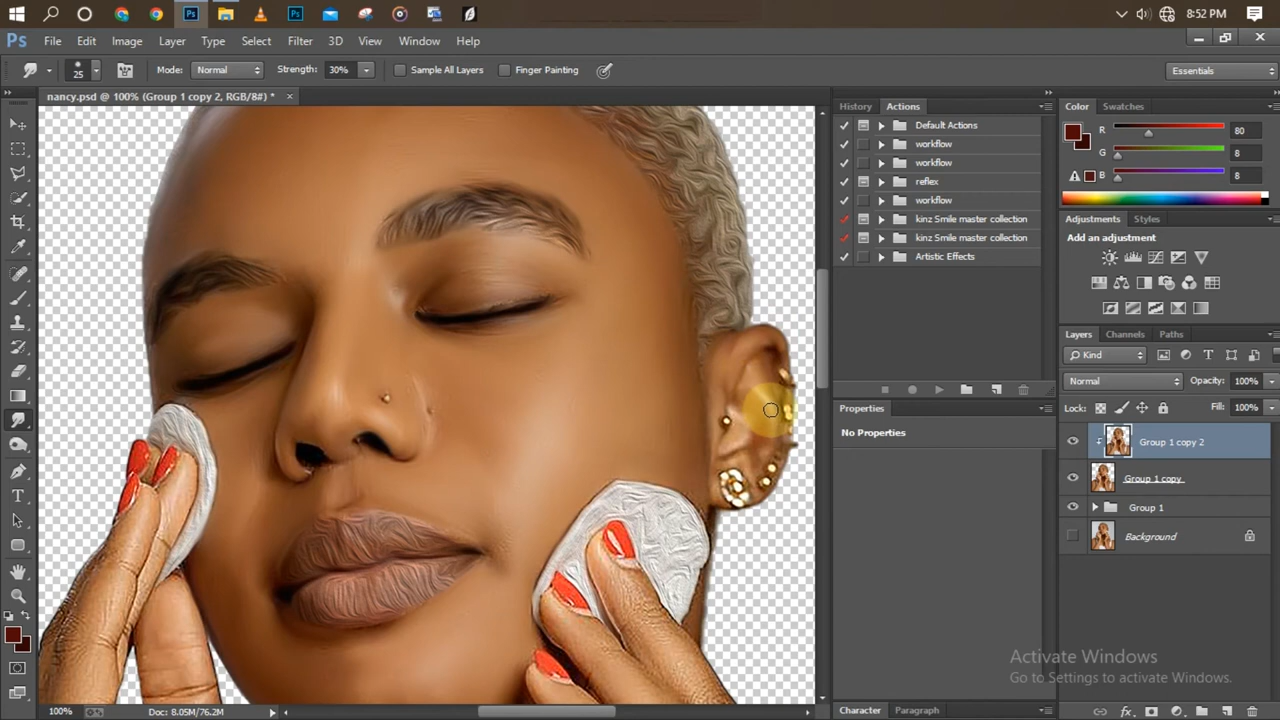 8:52 PM
Ps File Edit Image Layer Type Select Filter 3D View Window Help
25 Mode: Normal Strength: 30% Sample All Layers Finger Painting Essentials
nancy.psd @ 100% (Group 1 copy 2, RGB/8#) * ×
History Actions
Default Actions
workflow
workflow
reflex
workflow
kinz Smile master collection
kinz Smile master collection
Artistic Effects
Properties
No Properties
Character Paragraph
Color Swatches
R 80
G 8
B 8
Adjustments Styles
Add an adjustment
Layers Channels Paths
Kind
Normal Opacity: 100%
Lock: Fill: 100%
Group 1 copy 2
Group 1 copy
Group 1
Background
Activate Windows
Go to Settings to activate Windows.
100% Doc: 8.05M/76.2M